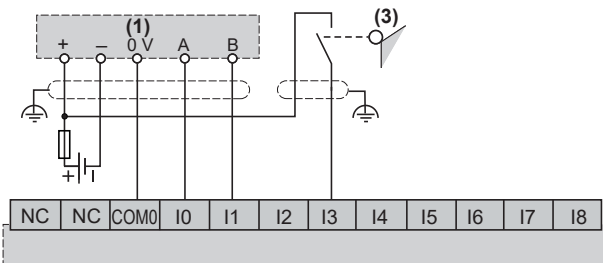 (1)
(3)
+ – 0 V A B
+ –
NC NC COM0 I0 I1 I2 I3 I4 I5 I6 I7 I8